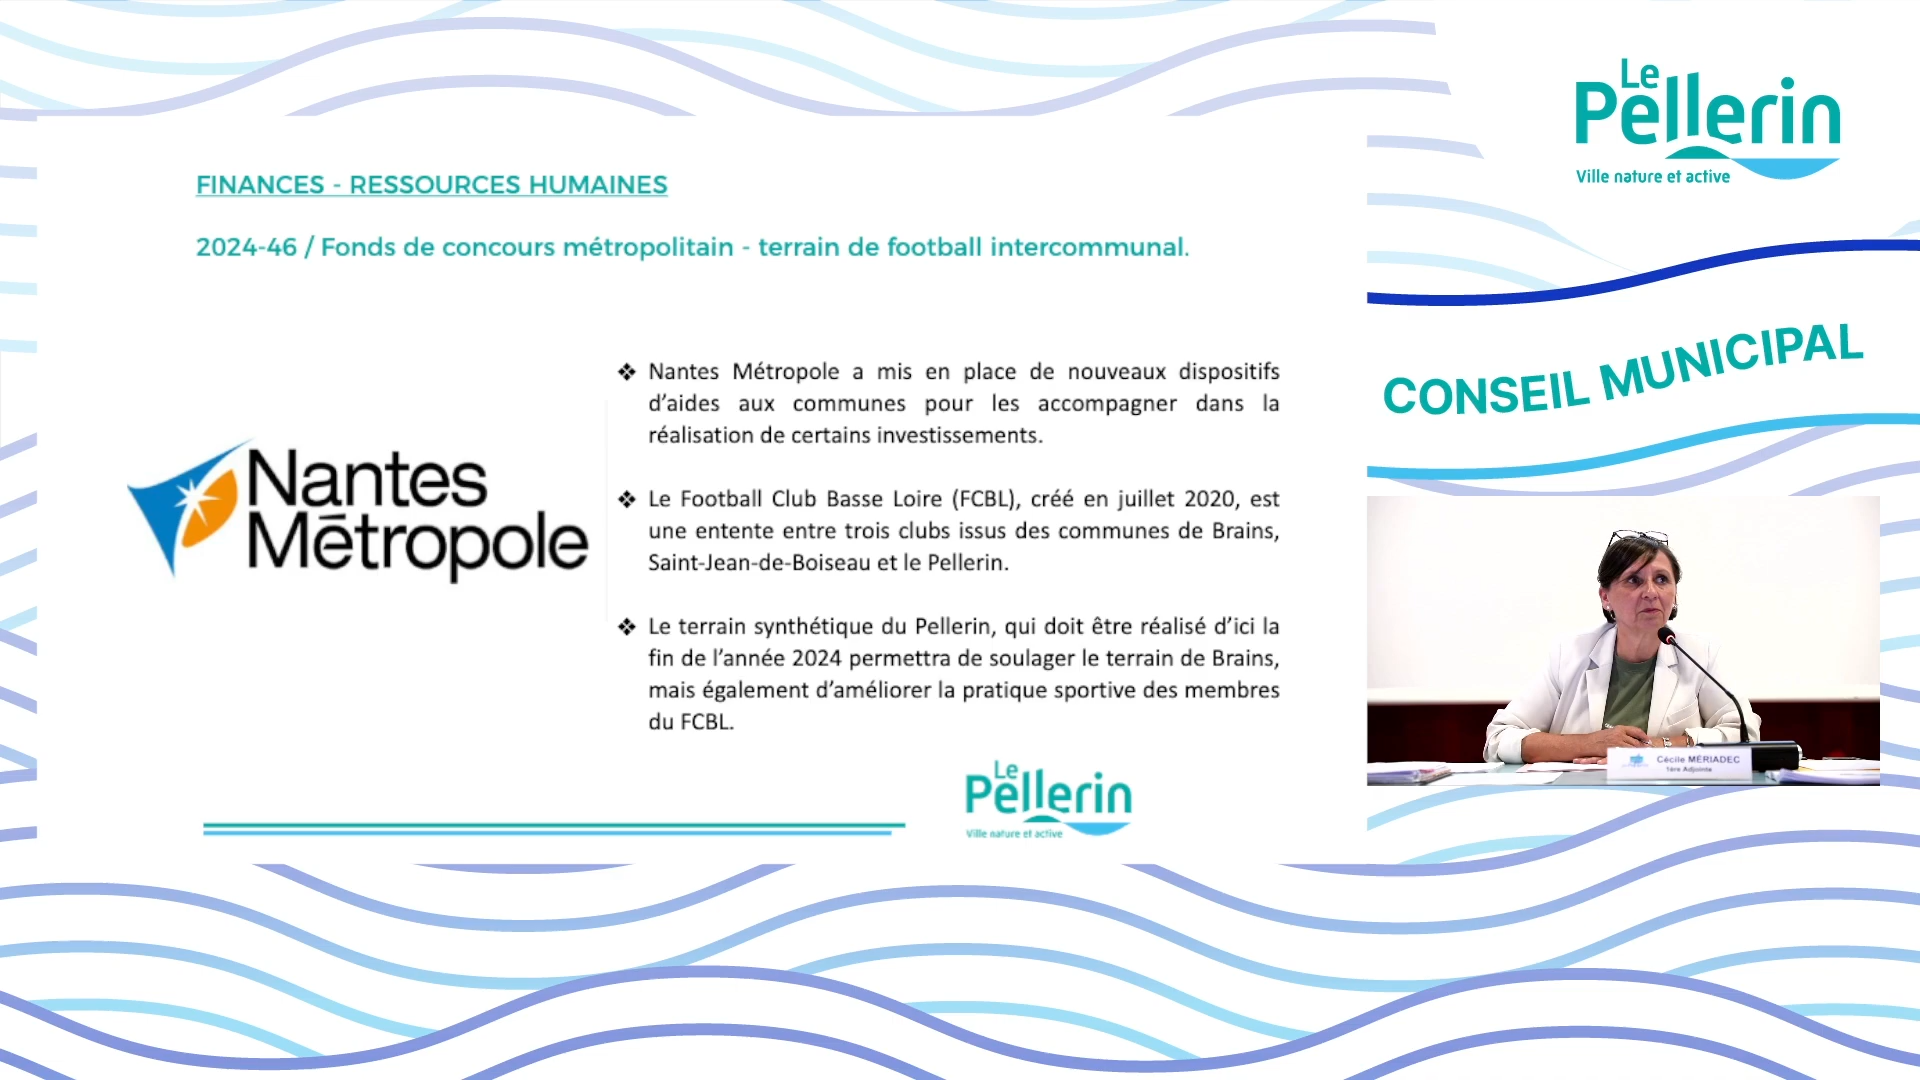 FINANCES - RESSOURCES HUMAINES
2024-46 / Fonds de concours métropolitain - terrain de football intercommunal.
Nantes
Métropole
❖ Nantes Métropole a mis en place de nouveaux dispositifs
d'aides aux communes pour les accompagner dans la
réalisation de certains investissements.
❖ Le Football Club Basse Loire (FCBL), créé en juillet 2020, est
une entente entre trois clubs issus des communes de Brains,
Saint-Jean-de-Boiseau et le Pellerin.
❖ Le terrain synthétique du Pellerin, qui doit être réalisé d'ici la
fin de l'année 2024 permettra de soulager le terrain de Brains,
mais également d'améliorer la pratique sportive des membres
du FCBL.
Le
Pellerin
Ville nature et active
Le
Pellerin
Ville nature et active
CONSEIL MUNICIPAL
Cécile MERIADEC
1ère Adjointe